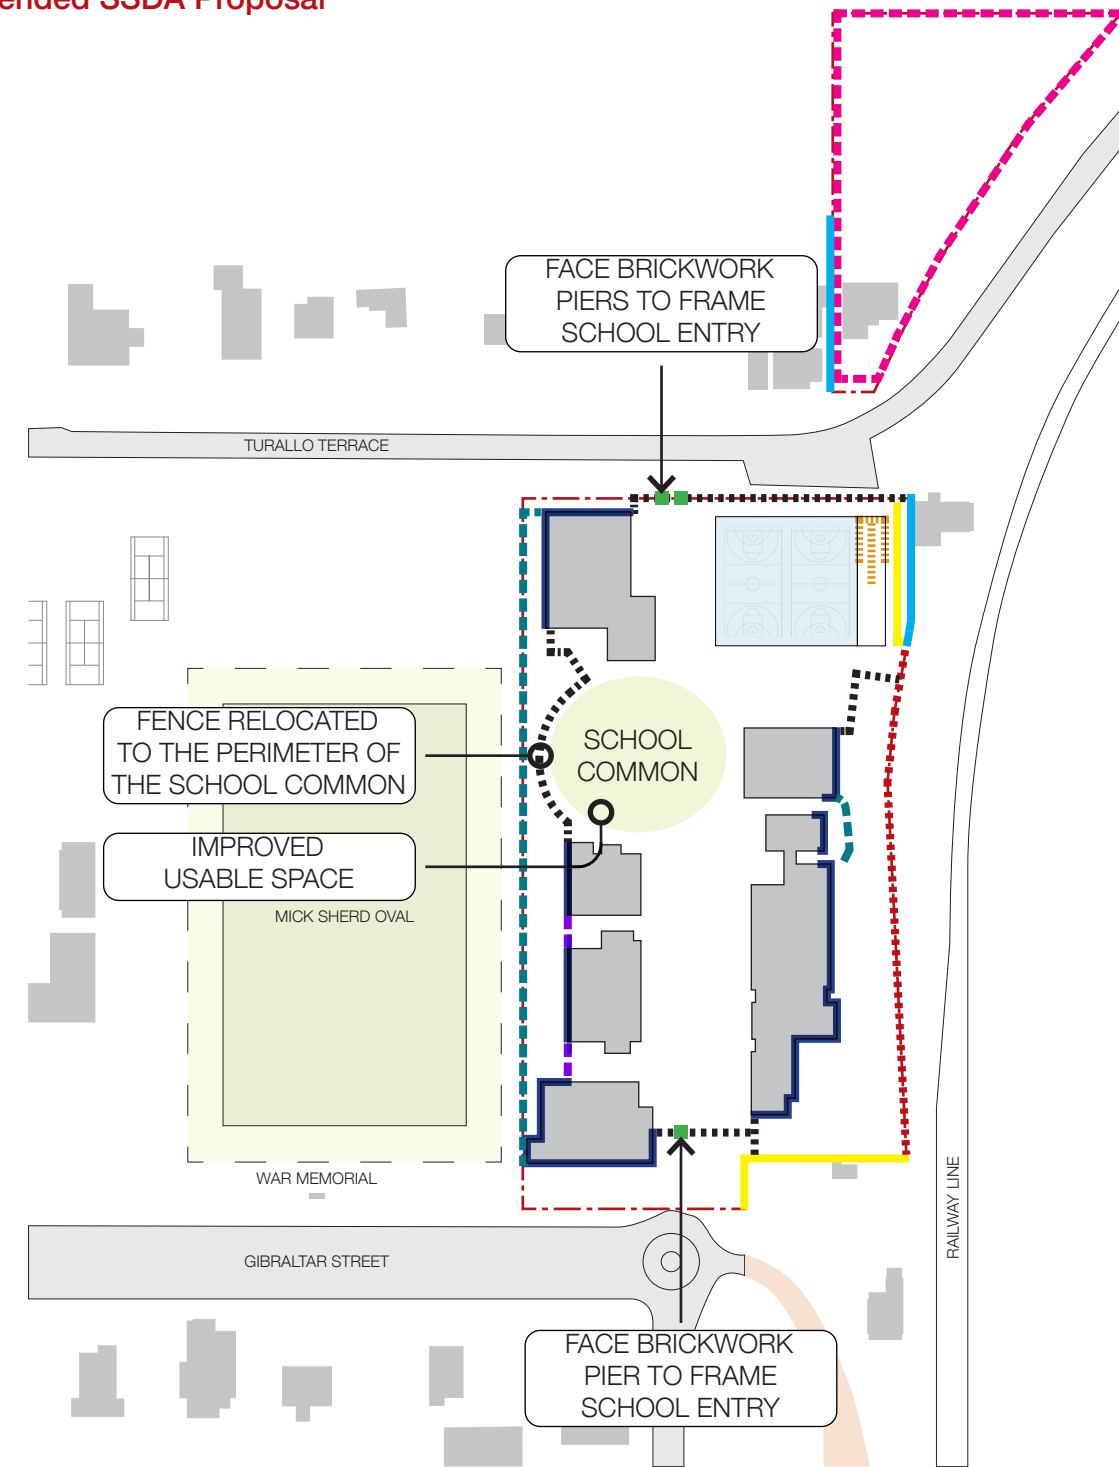 SSDA Proposal
FACE BRICKWORK
PIERS TO FRAME
SCHOOL ENTRY
TURALLO TERRACE
FENCE RELOCATED
TO THE PERIMETER OF
THE SCHOOL COMMON
SCHOOL
COMMON
IMPROVED
USABLE SPACE
MICK SHERD OVAL
WAR MEMORIAL
RAILWAY LINE
GIBRALTAR STREET
FACE BRICKWORK
PIER TO FRAME
SCHOOL ENTRY